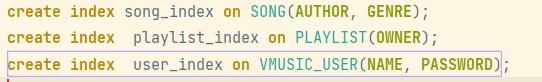 create index song_index on SONG(AUTHOR, GENRE);
create index  playlist_index on PLAYLIST(OWNER);
create index  user_index on VMUSIC_USER(NAME, PASSWORD);